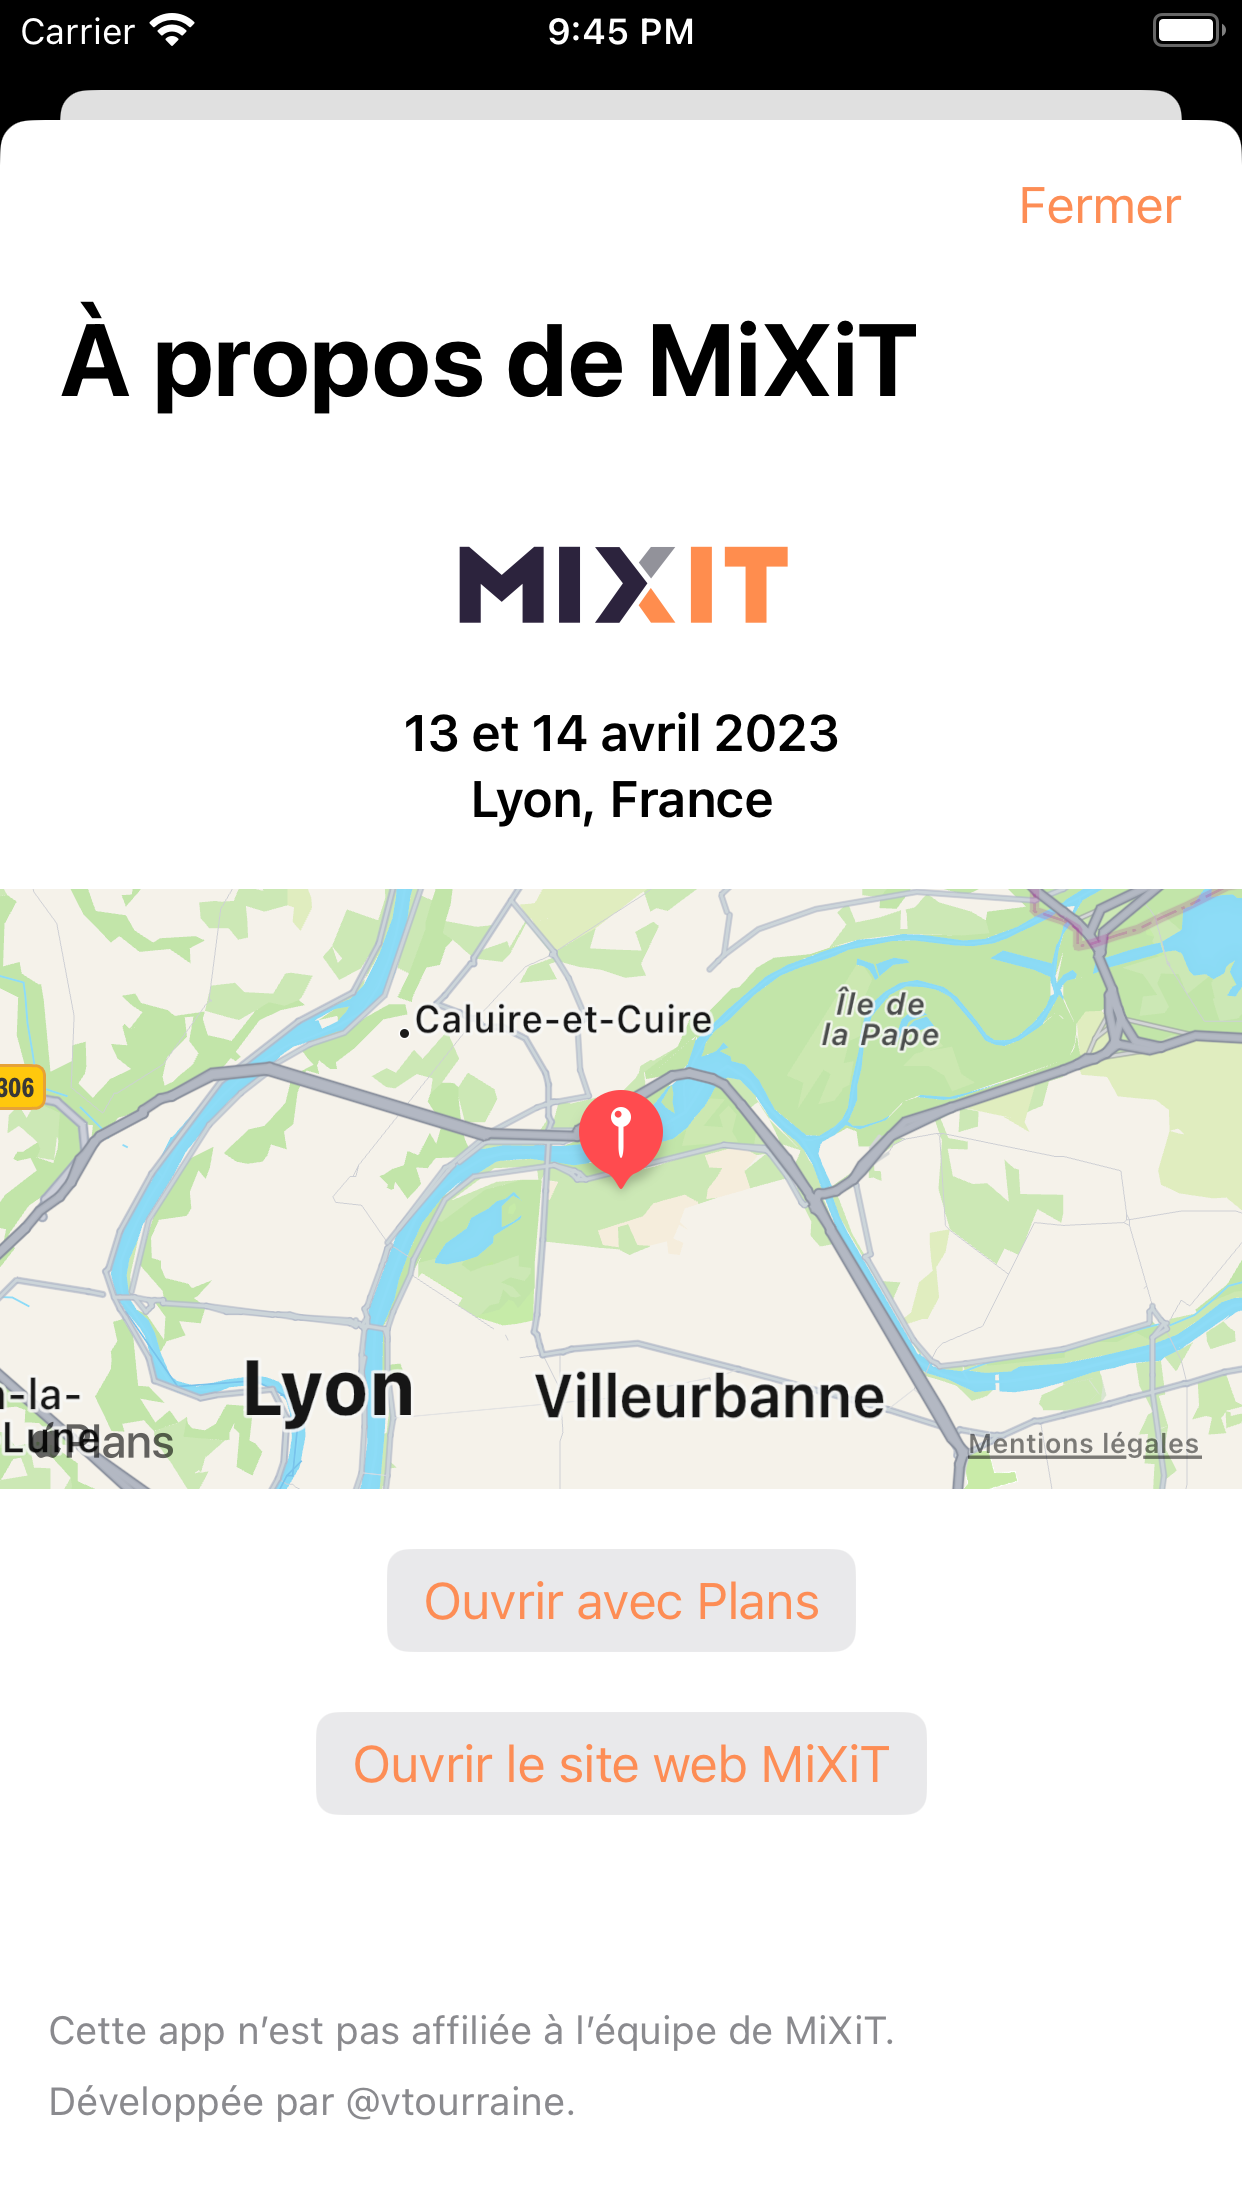 Carrier
9:45 PM
Fermer
À propos de MiXiT
MIXIT
13 et 14 avril 2023
Lyon, France
Caluire-et-Cuire
Île de
la Pape
306
Lyon
Villeurbanne
-la-
Lune
Plans
Mentions légales
Ouvrir avec Plans
Ouvrir le site web MiXiT
Cette app n’est pas affiliée à l’équipe de MiXiT.
Développée par @vtourraine.